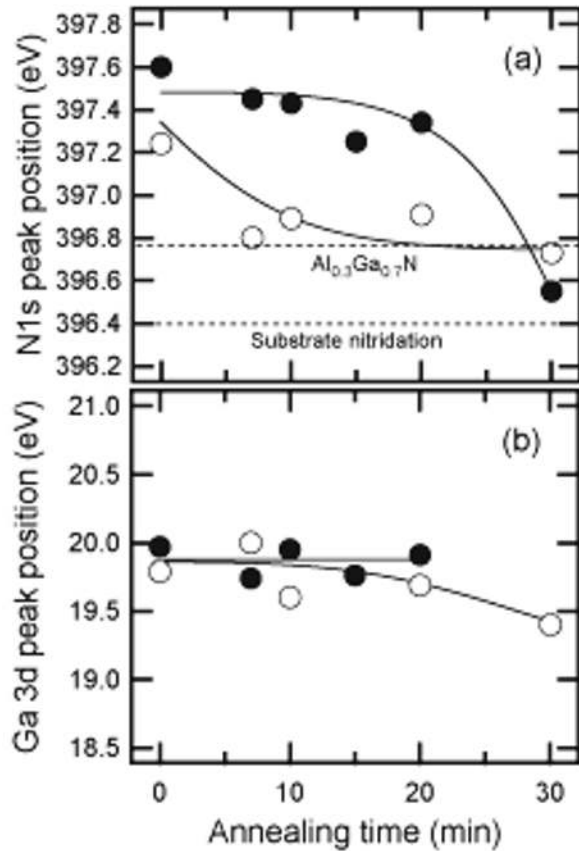 397.8
397.6
(a)
397.4
397.2
397.0
396.8
Al0.3Ga0.7N
396.6
396.4
Substrate nitridation
396.2
N1s peak position (eV)
21.0
(b)
20.5
20.0
19.5
19.0
18.5
Ga 3d peak position (eV)
0 10 20 30
Annealing time (min)